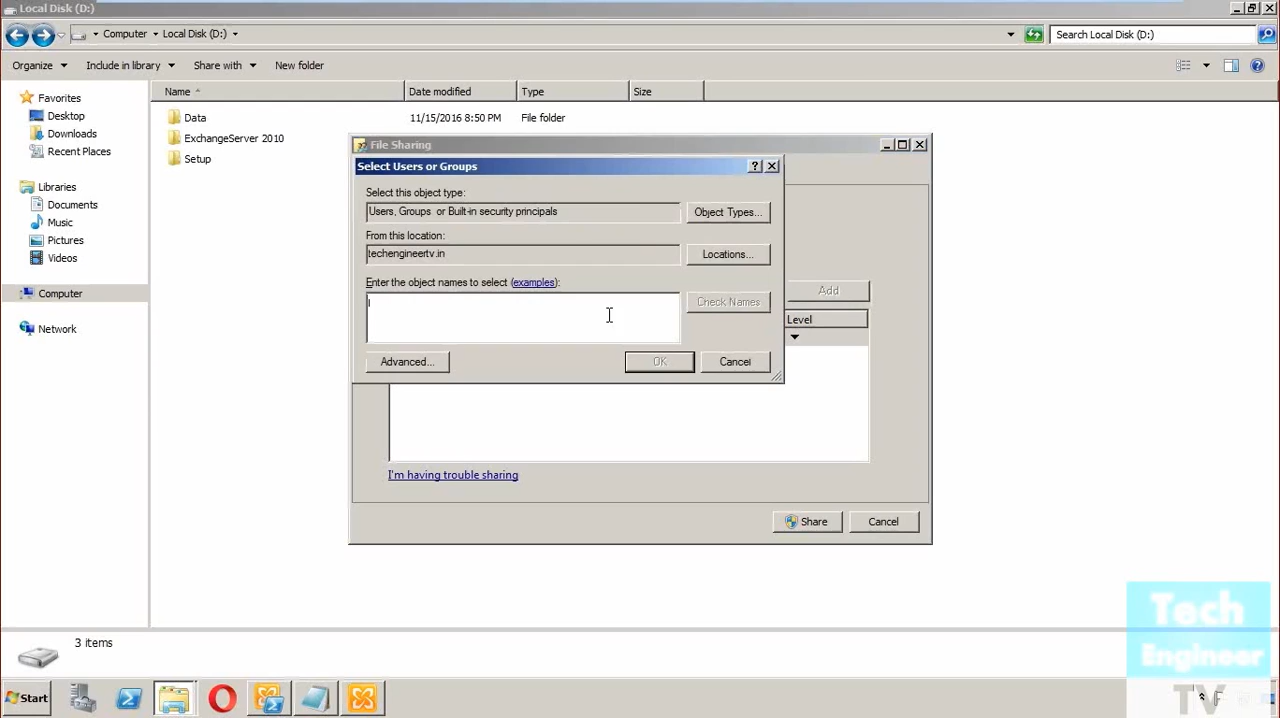 Local Disk (D:)
Computer
Local Disk (D:)
Search Local Disk (D:)
Organize
Include in library
Share with
New folder
Name
Date modified
Type
Size
Favorites
Desktop
Downloads
Recent Places
Libraries
Documents
Music
Pictures
Videos
Computer
Network
Data
11/15/2016 8:50 PM
File folder
ExchangeServer 2010
Setup
File Sharing
Select Users or Groups
Select this object type:
Users, Groups or Built-in security principals
Object Types...
From this location:
techengineertv.in
Locations...
Enter the object names to select (examples):
Check Names
Advanced...
OK
Cancel
Add
Level
I'm having trouble sharing
Share
Cancel
3 items
Start
Tech
Engineer
TV